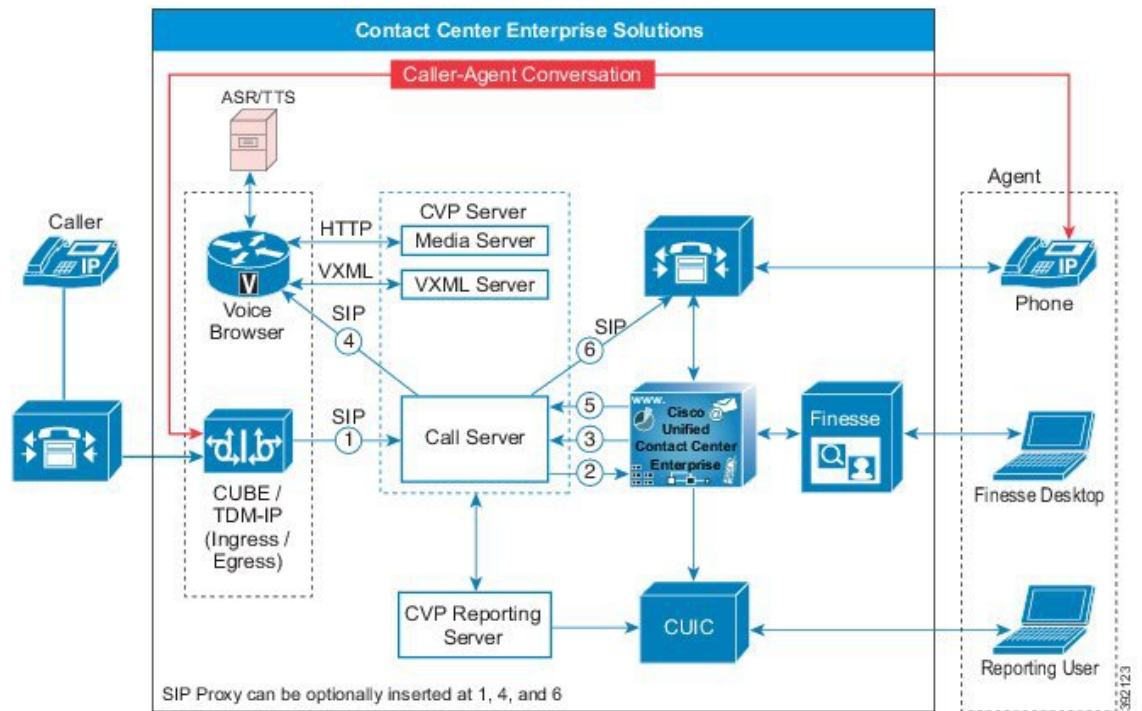 Contact Center Enterprise Solutions
Caller-Agent Conversation
ASR/TTS
Agent
Caller
CVP Server
HTTP
Media Server
IP
IP
VXML
VXML Server
V
Voice
Browser
SIP
4
SIP
6
Phone
SIP
1
Call Server
5
3
2
www.
Cisco @
Unified
Contact Center
Enterprise
Finesse
CUBE /
TDM-IP
(Ingress /
Egress)
Finesse Desktop
CVP Reporting
Server
CUIC
Reporting User
SIP Proxy can be optionally inserted at 1, 4, and 6
392123